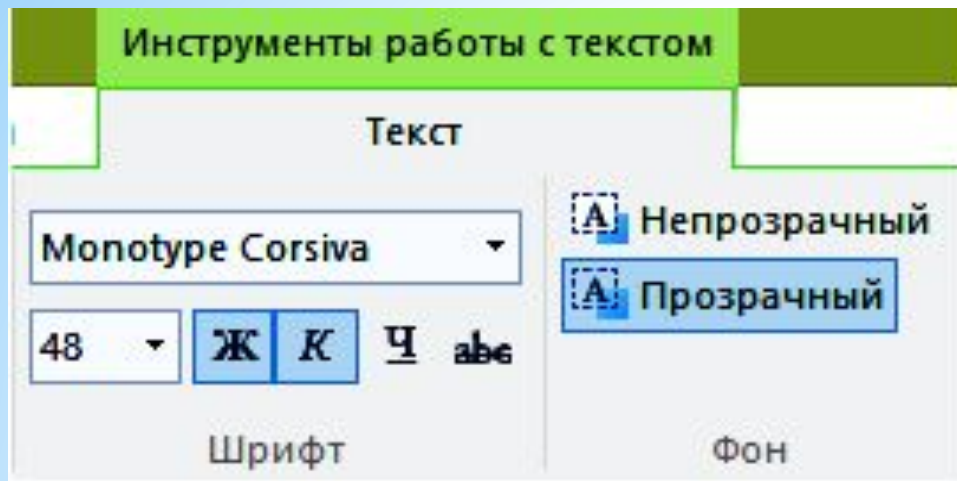 Инструменты работы с текстом
Текст
Monotype Corsiva
Непрозрачный
Прозрачный
48 Ж К Ч abc
Шрифт
Фон